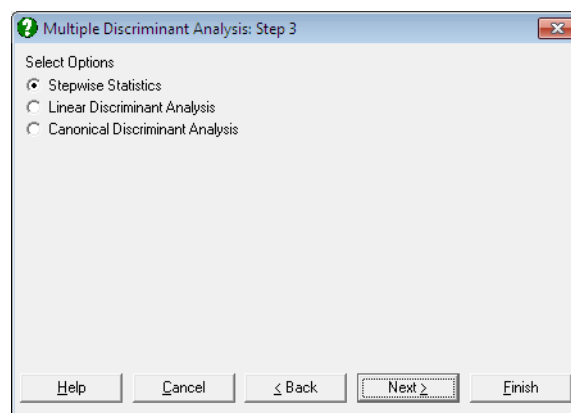 Multiple Discriminant Analysis: Step 3
Select Options
Stepwise Statistics
Linear Discriminant Analysis
Canonical Discriminant Analysis
Help Cancel < Back Next > Finish